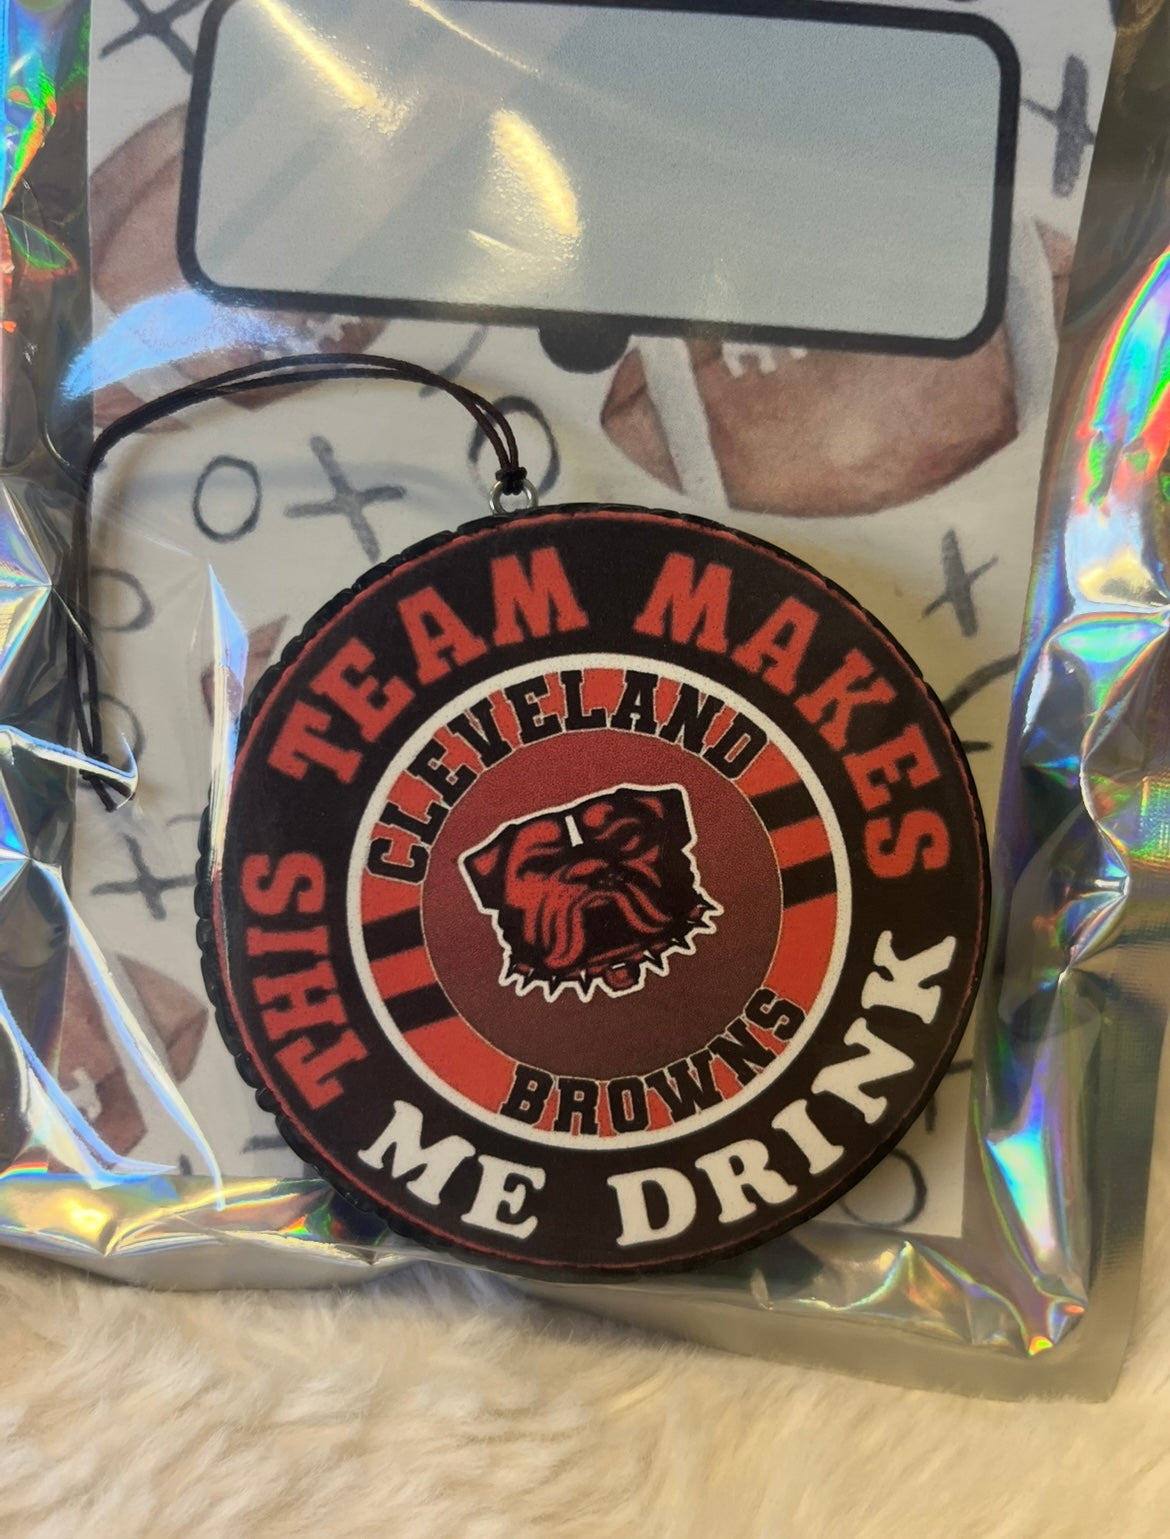 THIS TEAM MAKES
ME DRINK
CLEVELAND
BROWNS